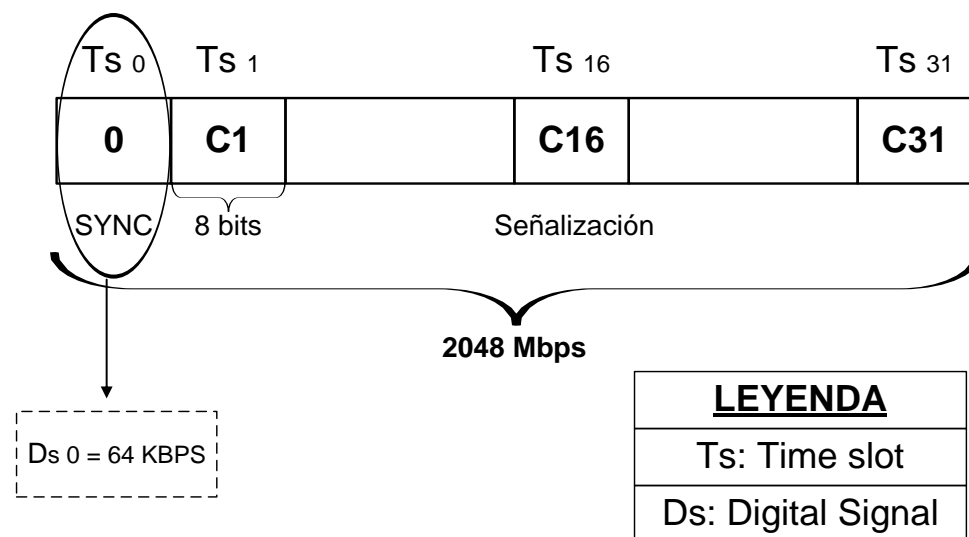 Ts 0 Ts 1 Ts 16 Ts 31
0 C1 C16 C31
SYNC 8 bits Señalización
2048 Mbps
Ds 0 = 64 KBPS
LEYENDA
Ts: Time slot
Ds: Digital Signal